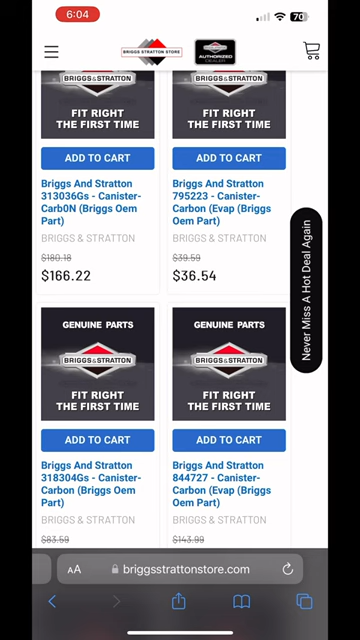 6:04
70
BRIGGS STRATTON STORE
AUTHORIZED
DEALER
BRIGGS&STRATTON
BRIGGS&STRATTON
FIT RIGHT
THE FIRST TIME
FIT RIGHT
THE FIRST TIME
ADD TO CART
ADD TO CART
Briggs And Stratton
313036Gs - Canister-
Carb0N (Briggs Oem
Part)
Briggs And Stratton
795223 - Canister-
Carbon (Evap (Briggs
Oem Part)
BRIGGS & STRATTON
BRIGGS & STRATTON
$180.18
$39.59
$166.22
$36.54
Never Miss A Hot Deal Again
GENUINE PARTS
GENUINE PARTS
BRIGGS&STRATTON
BRIGGS&STRATTON
FIT RIGHT
THE FIRST TIME
FIT RIGHT
THE FIRST TIME
ADD TO CART
ADD TO CART
Briggs And Stratton
318304Gs - Canister-
Carbon (Briggs Oem
Part)
Briggs And Stratton
844727 - Canister-
Carbon (Evap (Briggs
Oem Part)
BRIGGS & STRATTON
BRIGGS & STRATTON
$83.59
$143.99
AA
briggsstrattonstore.com